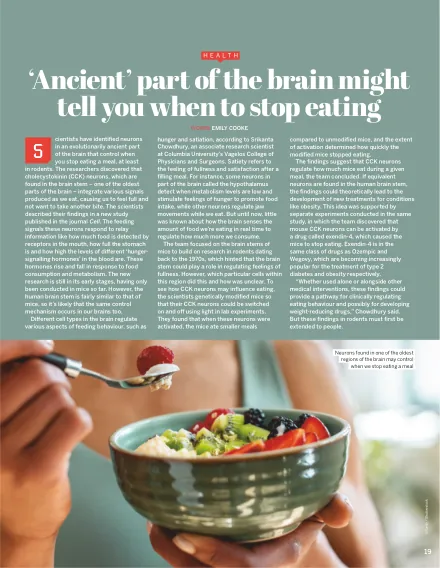 HEALTH
‘Ancient’ part of the brain might
tell you when to stop eating
EMILY COOKE
Scientists have identified neurons
in an evolutionarily ancient part
of the brain that control when
you stop eating a meal, at least
in rodents. The researchers discovered that
cholecystokinin (CCK) neurons, which are
found in the brain stem – one of the oldest
parts of the brain – integrate various signals
produced as we eat, causing us to feel full and
not want to take another bite. The scientists
described their findings in a new study
published in the journal Cell. The feeding
signals these neurons respond to relay
information like how much food is detected by
receptors in the mouth, how full the stomach
is and how high the levels of different ‘hunger-
signalling hormones’ in the blood are. These
hormones rise and fall in response to food
consumption and metabolism. The new
research is still in its early stages, having only
been conducted in mice so far. However, the
human brain stem is fairly similar to that of
mice, so it’s likely that the same control
mechanism occurs in our brains too.
Different cell types in the brain regulate
various aspects of feeding behaviour, such as
hunger and satiation, according to Srikanta
Chowdhury, an associate research scientist
at Columbia University’s Vagelos College of
Physicians and Surgeons. Satiety refers to
the feeling of fullness and satisfaction after a
filling meal. For instance, some neurons in
part of the brain called the hypothalamus
detect when metabolism levels are low and
stimulate feelings of hunger to promote food
intake, while other neurons regulate jaw
movements while we eat. But until now, little
was known about how the brain senses the
amount of food we’re eating in real time to
regulate how much more we consume.
The team focused on the brain stems of
mice to build on research in rodents dating
back to the 1970s, which hinted that the brain
stem could play a role in regulating feelings of
fullness. However, which particular cells within
this region did this and how was unclear. To
see how CCK neurons may influence eating,
the scientists genetically modified mice so
that their CCK neurons could be switched
on and off using light in lab experiments.
They found that when these neurons were
activated, the mice ate smaller meals
compared to unmodified mice, and the extent
of activation determined how quickly the
modified mice stopped eating.
The findings suggest that CCK neurons
regulate how much mice eat during a given
meal, the team concluded. If equivalent
neurons are found in the human brain stem,
the findings could theoretically lead to the
development of new treatments for conditions
like obesity. This idea was supported by
separate experiments conducted in the same
study, in which the team discovered that
mouse CCK neurons can be activated by
a drug called exendin-4, which caused the
mice to stop eating. Exendin-4 is in the
same class of drugs as Ozempic and
Wegovy, which are becoming increasingly
popular for the treatment of type 2
diabetes and obesity respectively.
“Whether used alone or alongside other
medical interventions, these findings could
provide a pathway for clinically regulating
eating behaviour and possibly for developing
weight-reducing drugs,” Chowdhury said.
But these findings in rodents must first be
extended to people.
Neurons found in one of the oldest
regions of the brain may control
when we stop eating a meal
19